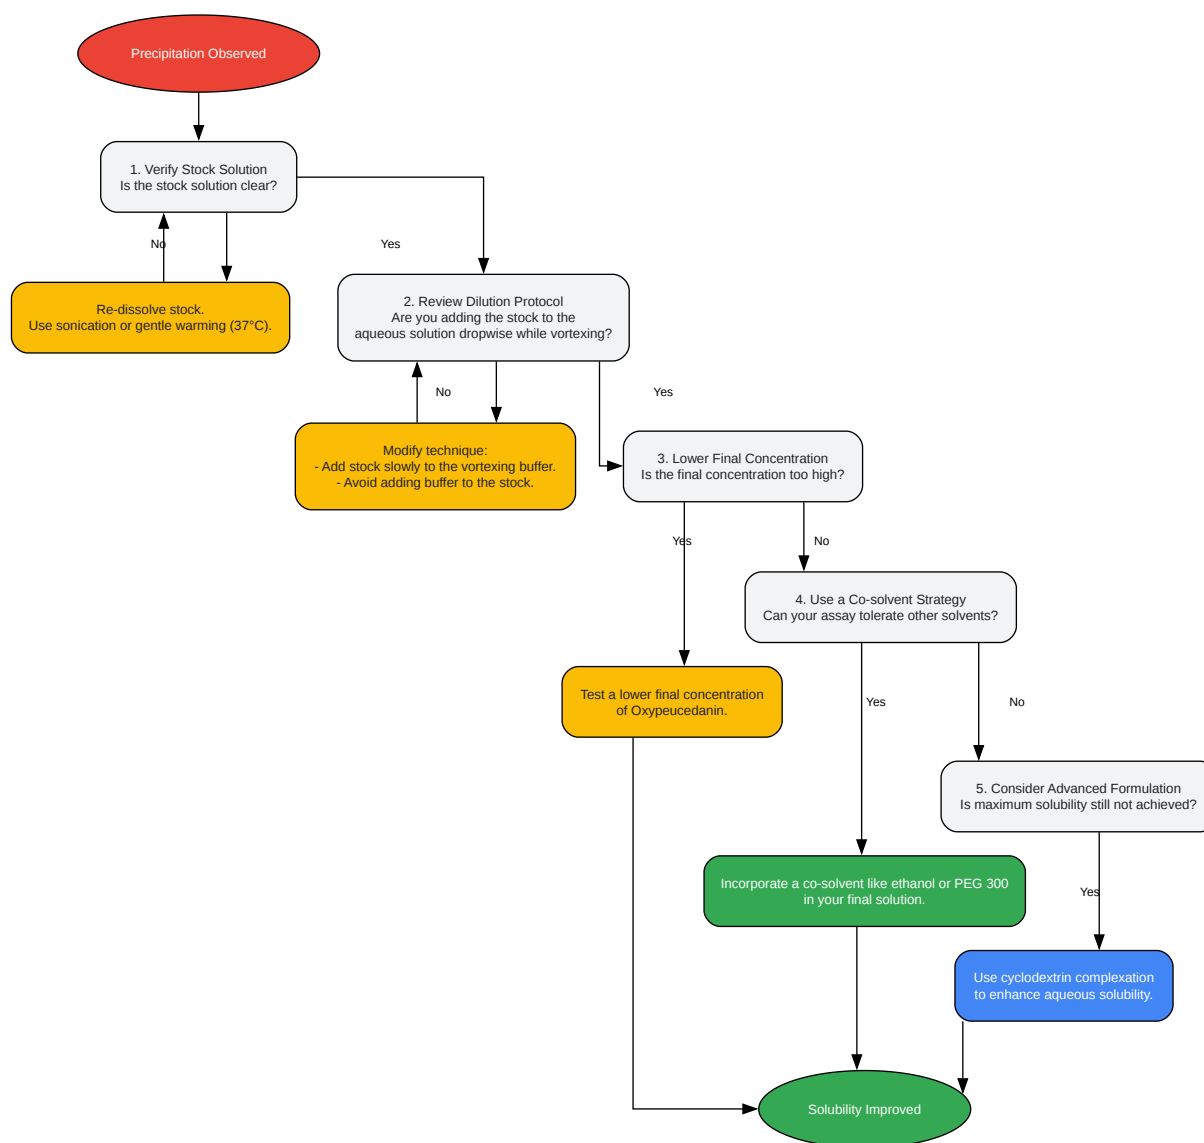 Precipitation Observed
1. Verify Stock Solution
Is the stock solution clear?
No
Yes
Re-dissolve stock.
Use sonication or gentle warming (37°C).
2. Review Dilution Protocol
Are you adding the stock to the
aqueous solution dropwise while vortexing?
No
Yes
Modify technique:
- Add stock slowly to the vortexing buffer.
- Avoid adding buffer to the stock.
3. Lower Final Concentration
Is the final concentration too high?
Yes
No
4. Use a Co-solvent Strategy
Can your assay tolerate other solvents?
Test a lower final concentration
of Oxypeucedanin.
Yes
No
5. Consider Advanced Formulation
Is maximum solubility still not achieved?
Incorporate a co-solvent like ethanol or PEG 300
in your final solution.
Yes
Use cyclodextrin complexation
to enhance aqueous solubility.
Solubility Improved